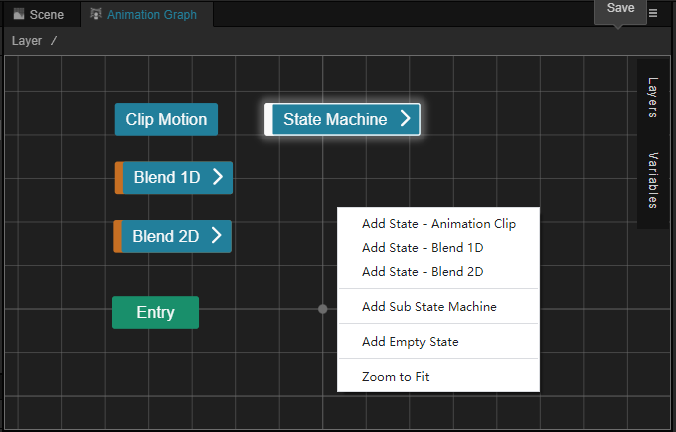 Scene
Animation Graph
Save
Layer /
Clip Motion
State Machine
Blend 1D
Blend 2D
Entry
Add State - Animation Clip
Add State - Blend 1D
Add State - Blend 2D
Add Sub State Machine
Add Empty State
Zoom to Fit
Layers
Variables